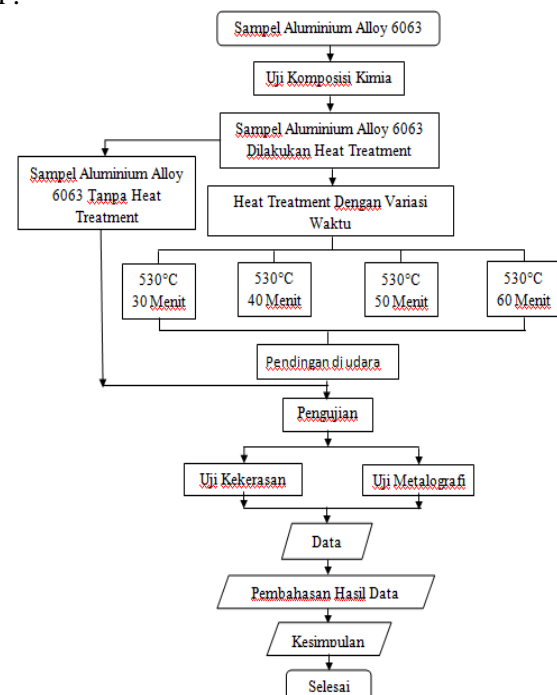 Sampel Aluminium Alloy 6063
Uji Komposisi Kimia
Sampel Aluminium Alloy 6063
Dilakukan Heat Treatment
Sampel Aluminium Alloy
6063 Tanpa Heat
Treatment
Heat Treatment Dengan Variasi
Waktu
530°C
30 Menit
530°C
40 Menit
530°C
50 Menit
530°C
60 Menit
Pendingan di udara
Pengujian
Uji Kekerasan
Uji Metalografi
Data
Pembahasan Hasil Data
Kesimpulan
Selesai